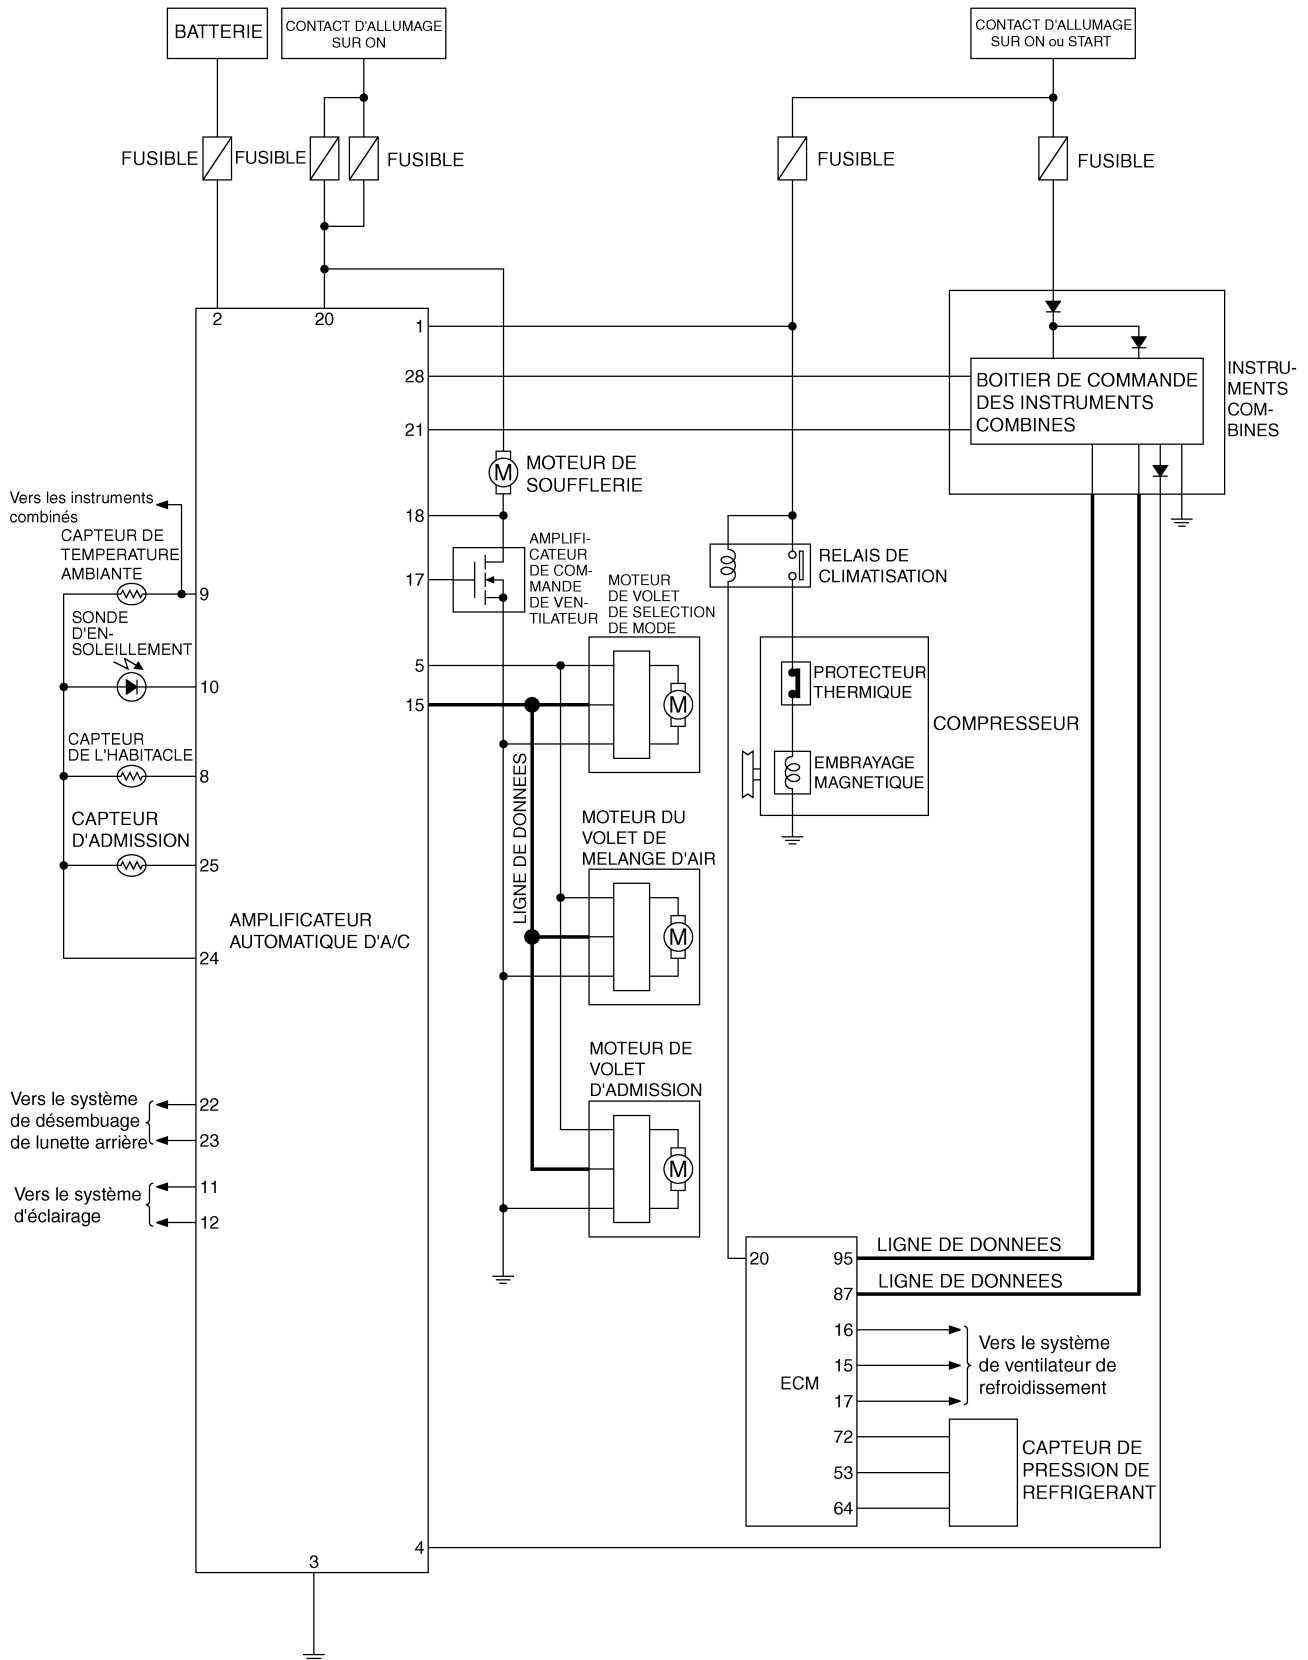 BATTERIE
CONTACT D'ALLUMAGE
SUR ON
CONTACT D'ALLUMAGE
SUR ON ou START
FUSIBLE
FUSIBLE
FUSIBLE
FUSIBLE
FUSIBLE
2
20
1
28
21
18
17
5
15
4
3
9
10
8
25
24
22
23
11
12
AMPLIFICATEUR
AUTOMATIQUE D'A/C
BOITIER DE COMMANDE
DES INSTRUMENTS
COMBINES
INSTRU-
MENTS
COM-
BINES
M
MOTEUR DE
SOUFFLERIE
Vers les instruments
combinés
CAPTEUR DE
TEMPERATURE
AMBIANTE
SONDE
D'EN-
SOLEILLEMENT
CAPTEUR
DE L'HABITACLE
CAPTEUR
D'ADMISSION
AMPLIFI-
CATEUR
DE COM-
MANDE
DE VEN-
TILATEUR
MOTEUR
DE VOLET
DE SELECTION
DE MODE
M
RELAIS DE
CLIMATISATION
PROTECTEUR
THERMIQUE
COMPRESSEUR
EMBRAYAGE
MAGNETIQUE
LIGNE DE DONNEES
MOTEUR DU
VOLET DE
MELANGE D'AIR
M
MOTEUR DE
VOLET
D'ADMISSION
M
Vers le système
de désembuage
de lunette arrière
Vers le système
d'éclairage
20
95
LIGNE DE DONNEES
87
LIGNE DE DONNEES
16
15
17
Vers le système
de ventilateur de
refroidissement
ECM
72
53
64
CAPTEUR DE
PRESSION DE
REFRIGERANT